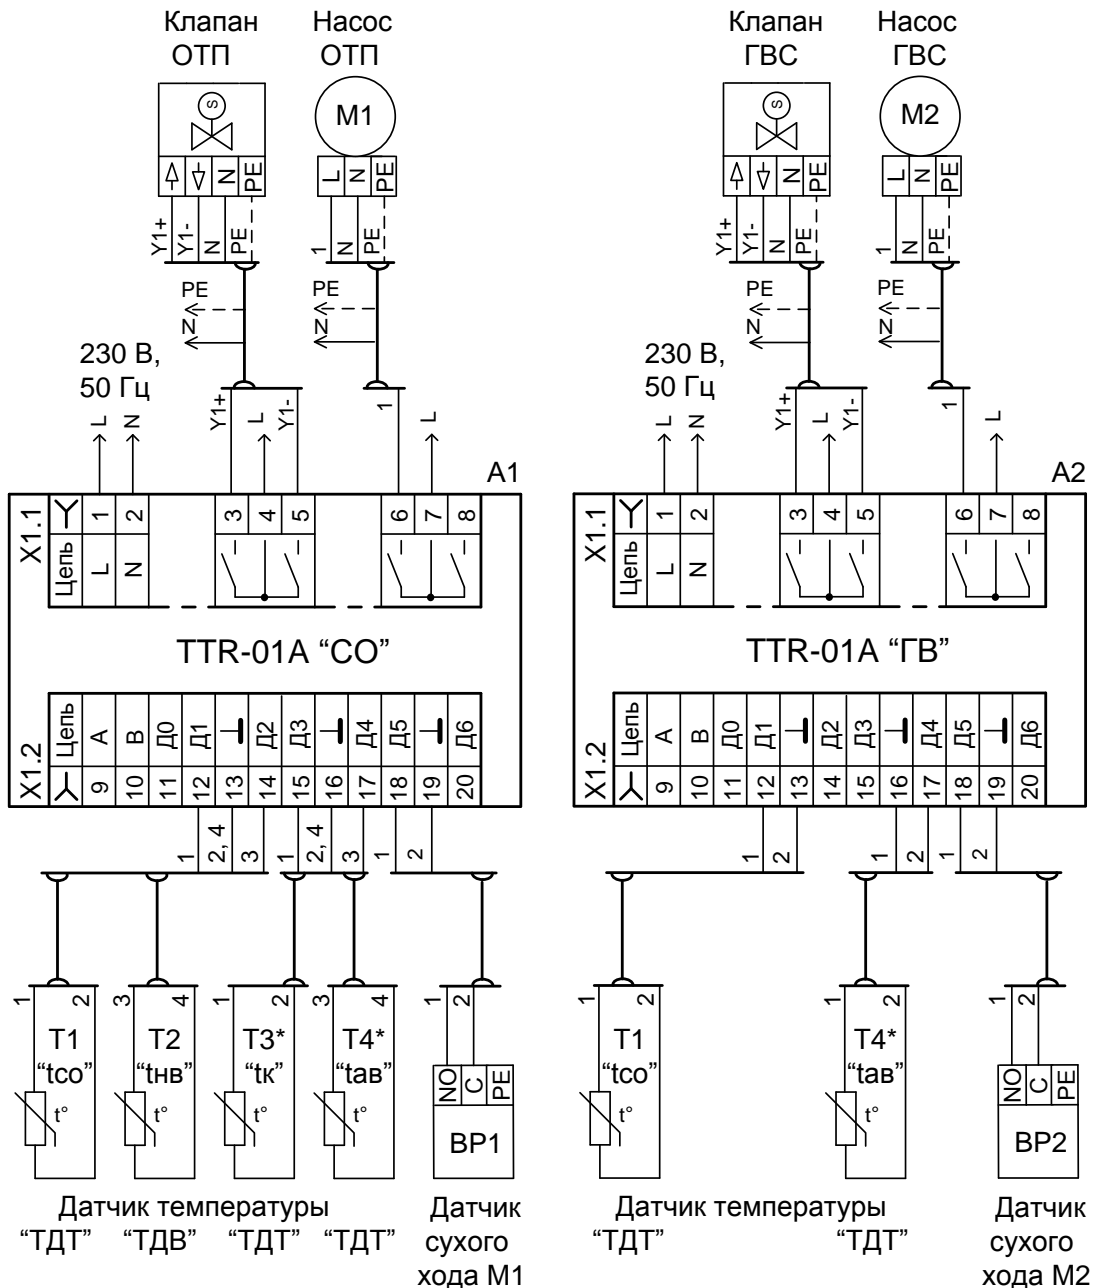 Клапан Насос Клапан Насос
ОТП ОТП ГВС ГВС
S M1 S M2
N PE L N PE N PE L N PE
Y1+ Y1- N PE 1 N PE Y1+ Y1- N PE 1 N PE
PE PE PE PE
N N N N
230 В, 230 В,
50 Гц 50 Гц
L N Y1+ L Y1- 1 L L N Y1+ L Y1- 1 L
A1 A2
X1.1 1 2 3 4 5 6 7 8 X1.1 1 2 3 4 5 6 7 8
Цепь L N Цепь L N
TTR-01A “СО” TTR-01A “ГВ”
X1.2 Цепь A B Д0 Д1 ⊥ Д2 Д3 ⊥ Д4 Д5 ⊥ Д6 X1.2 Цепь A B Д0 Д1 ⊥ Д2 Д3 ⊥ Д4 Д5 ⊥ Д6
9 10 11 12 13 14 15 16 17 18 19 20 9 10 11 12 13 14 15 16 17 18 19 20
1 2, 4 3 1 2, 4 3 1 2 1 2 1 2 1 2
1 2 3 4 1 2 3 4 1 2 1 2 1 2 1 2
T1 T2 T3* T4* T1 T4*
“tсо” “tнв” “tк” “tав” “tсо” “tав”
NO C PE NO C PE
t° t° t° t° t° t°
BP1 BP2
Датчик температуры Датчик Датчик температуры Датчик
“ТДТ” “ТДВ” “ТДТ” “ТДТ” сухого “ТДТ” “ТДТ” сухого
хода М1 хода М2